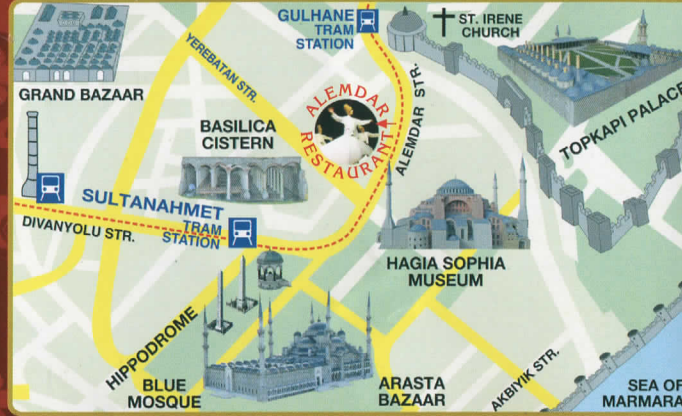 GULHANE
TRAM
STATION
ST. IRENE
CHURCH
YEREBATAN STR.
GRAND BAZAAR
ALEMDAR
RESTAURANT
ALEMDAR STR.
TOPKAPI PALACE
BASILICA
CISTERN
SULTANAHMET
TRAM
STATION
DIVANYOLU STR.
HAGIA SOPHIA
MUSEUM
HIPPODROME
BLUE
MOSQUE
ARASTA
BAZAAR
AKBIYIK STR.
SEA OF
MARMARA